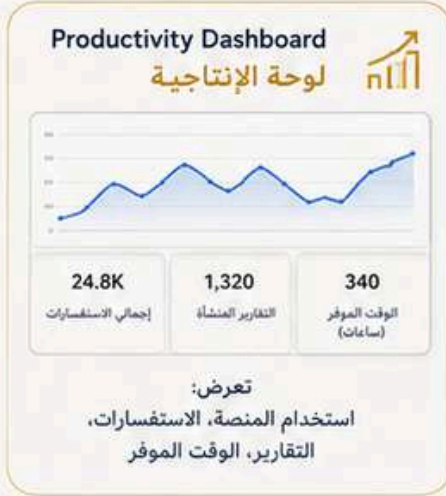 Productivity Dashboard
لوحة الإنتاجية
24.8K
إجمالي الاستفسارات
1,320
التقارير المنشأة
340
الوقت الموفر
(ساعات)
تعرض:
استخدام المنصة، الاستفسارات،
التقارير، الوقت الموفر